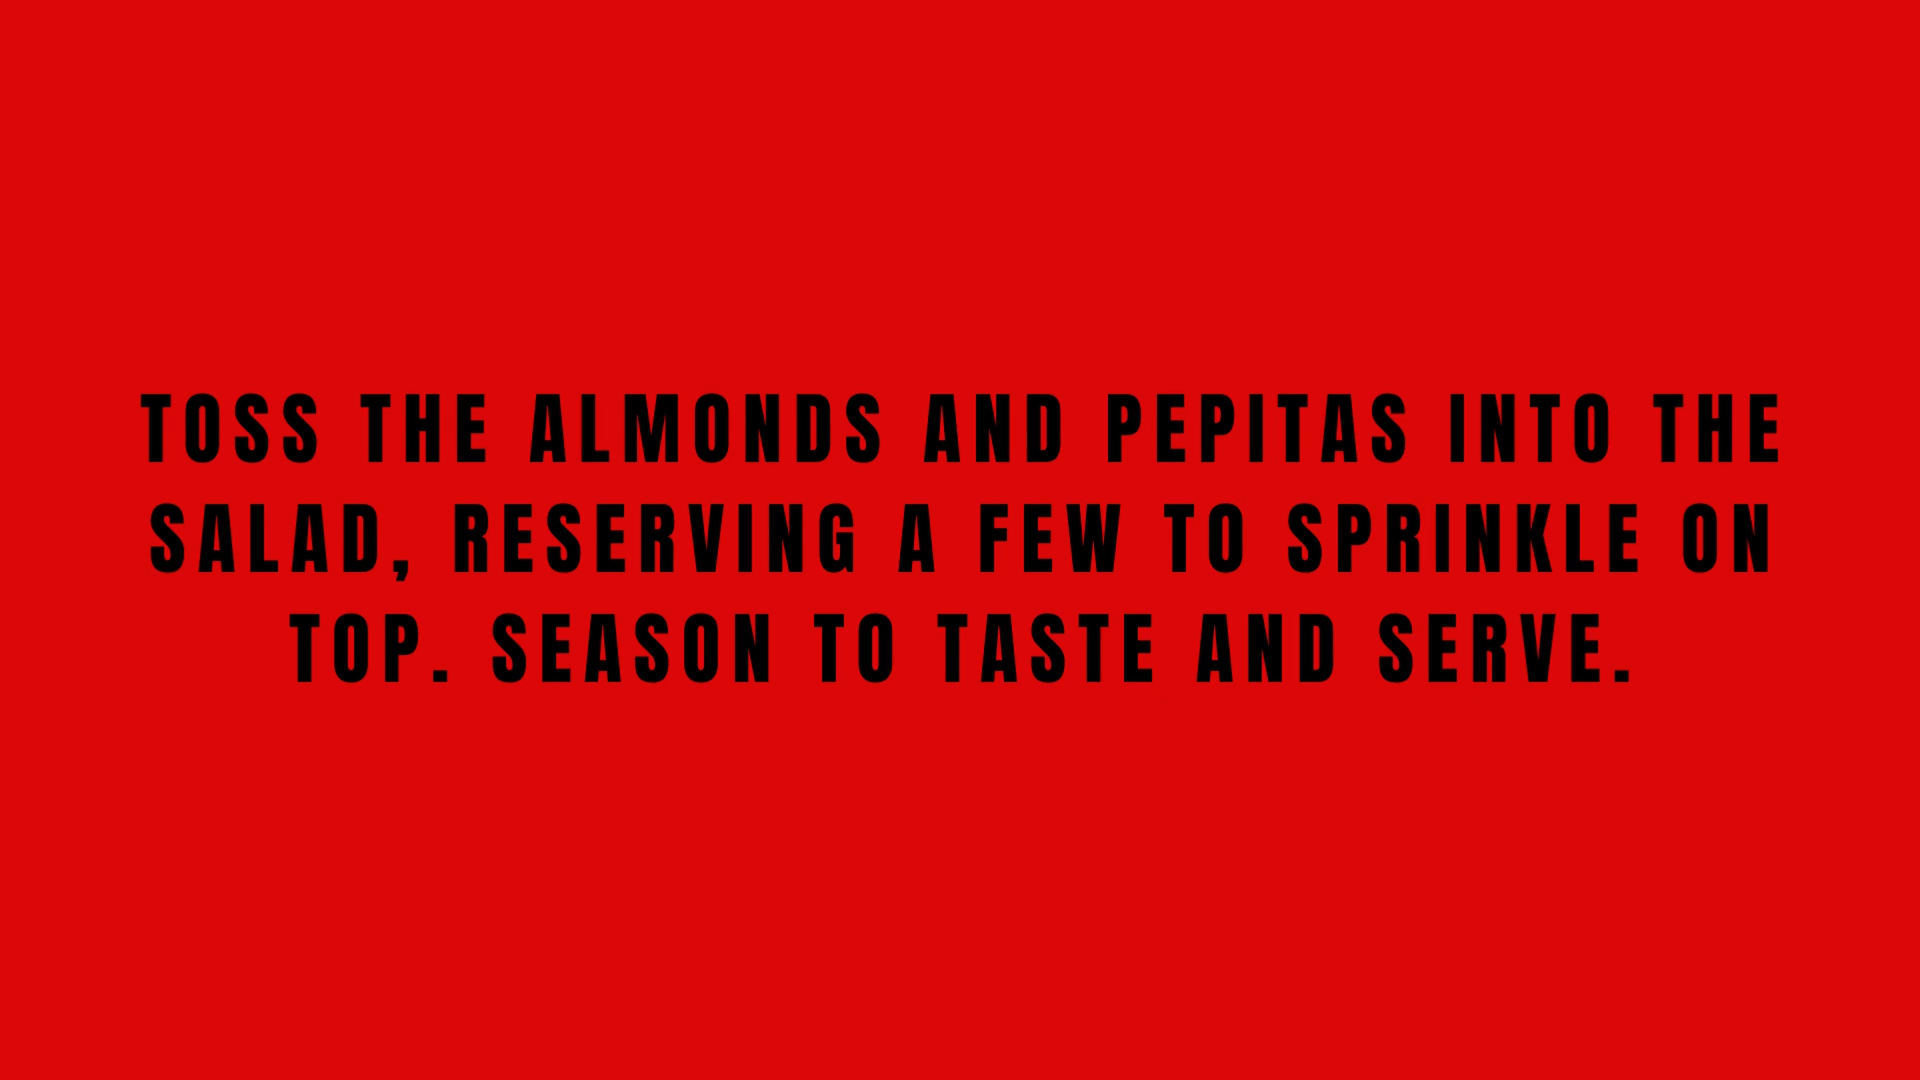 TOSS THE ALMONDS AND PEPITAS INTO THE
SALAD, RESERVING A FEW TO SPRINKLE ON
TOP. SEASON TO TASTE AND SERVE.